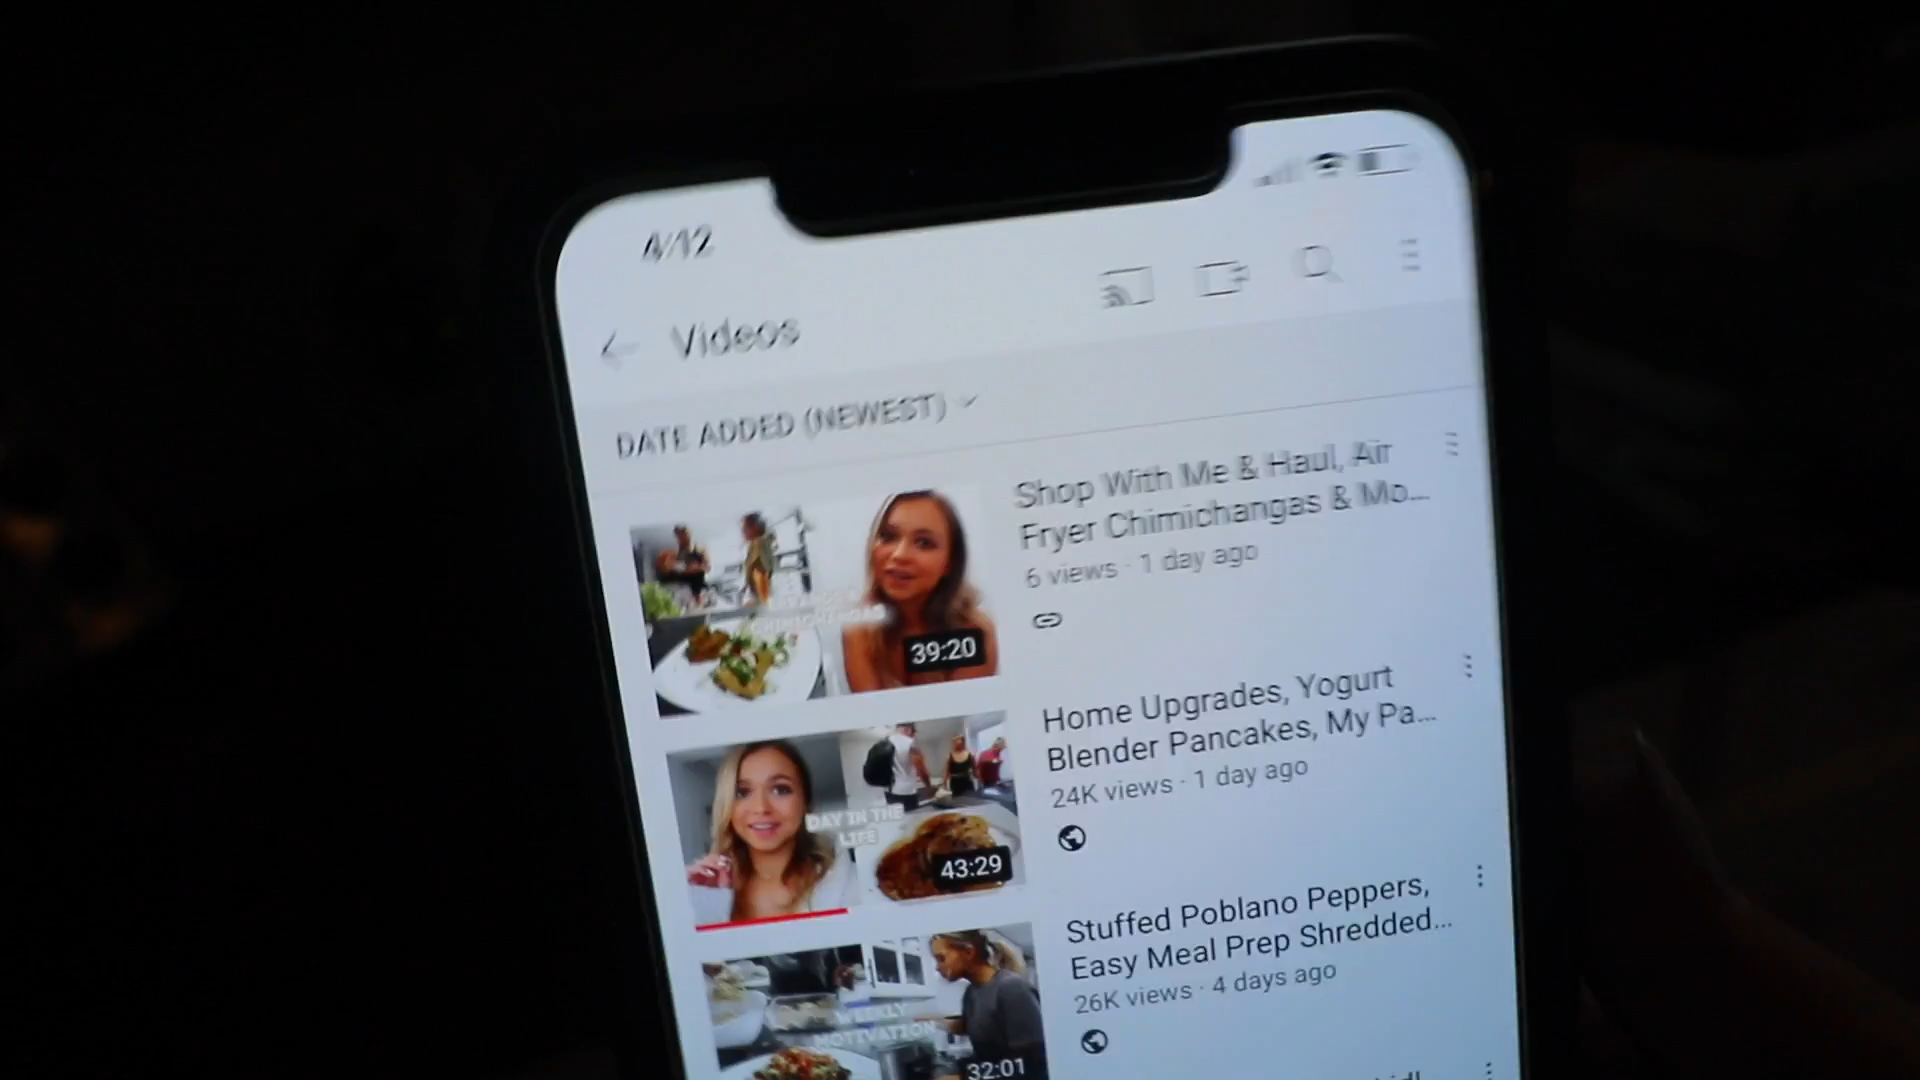 4:12
Videos
DATE ADDED (NEWEST)
Shop With Me & Haul, Air
Fryer Chimichangas & Mo...
6 views · 1 day ago
39:20
Home Upgrades, Yogurt
Blender Pancakes, My Pa...
24K views · 1 day ago
DAY IN THE
LIFE
43:29
Stuffed Poblano Peppers,
Easy Meal Prep Shredded...
26K views · 4 days ago
WEEKLY
MOTIVATION
32:01